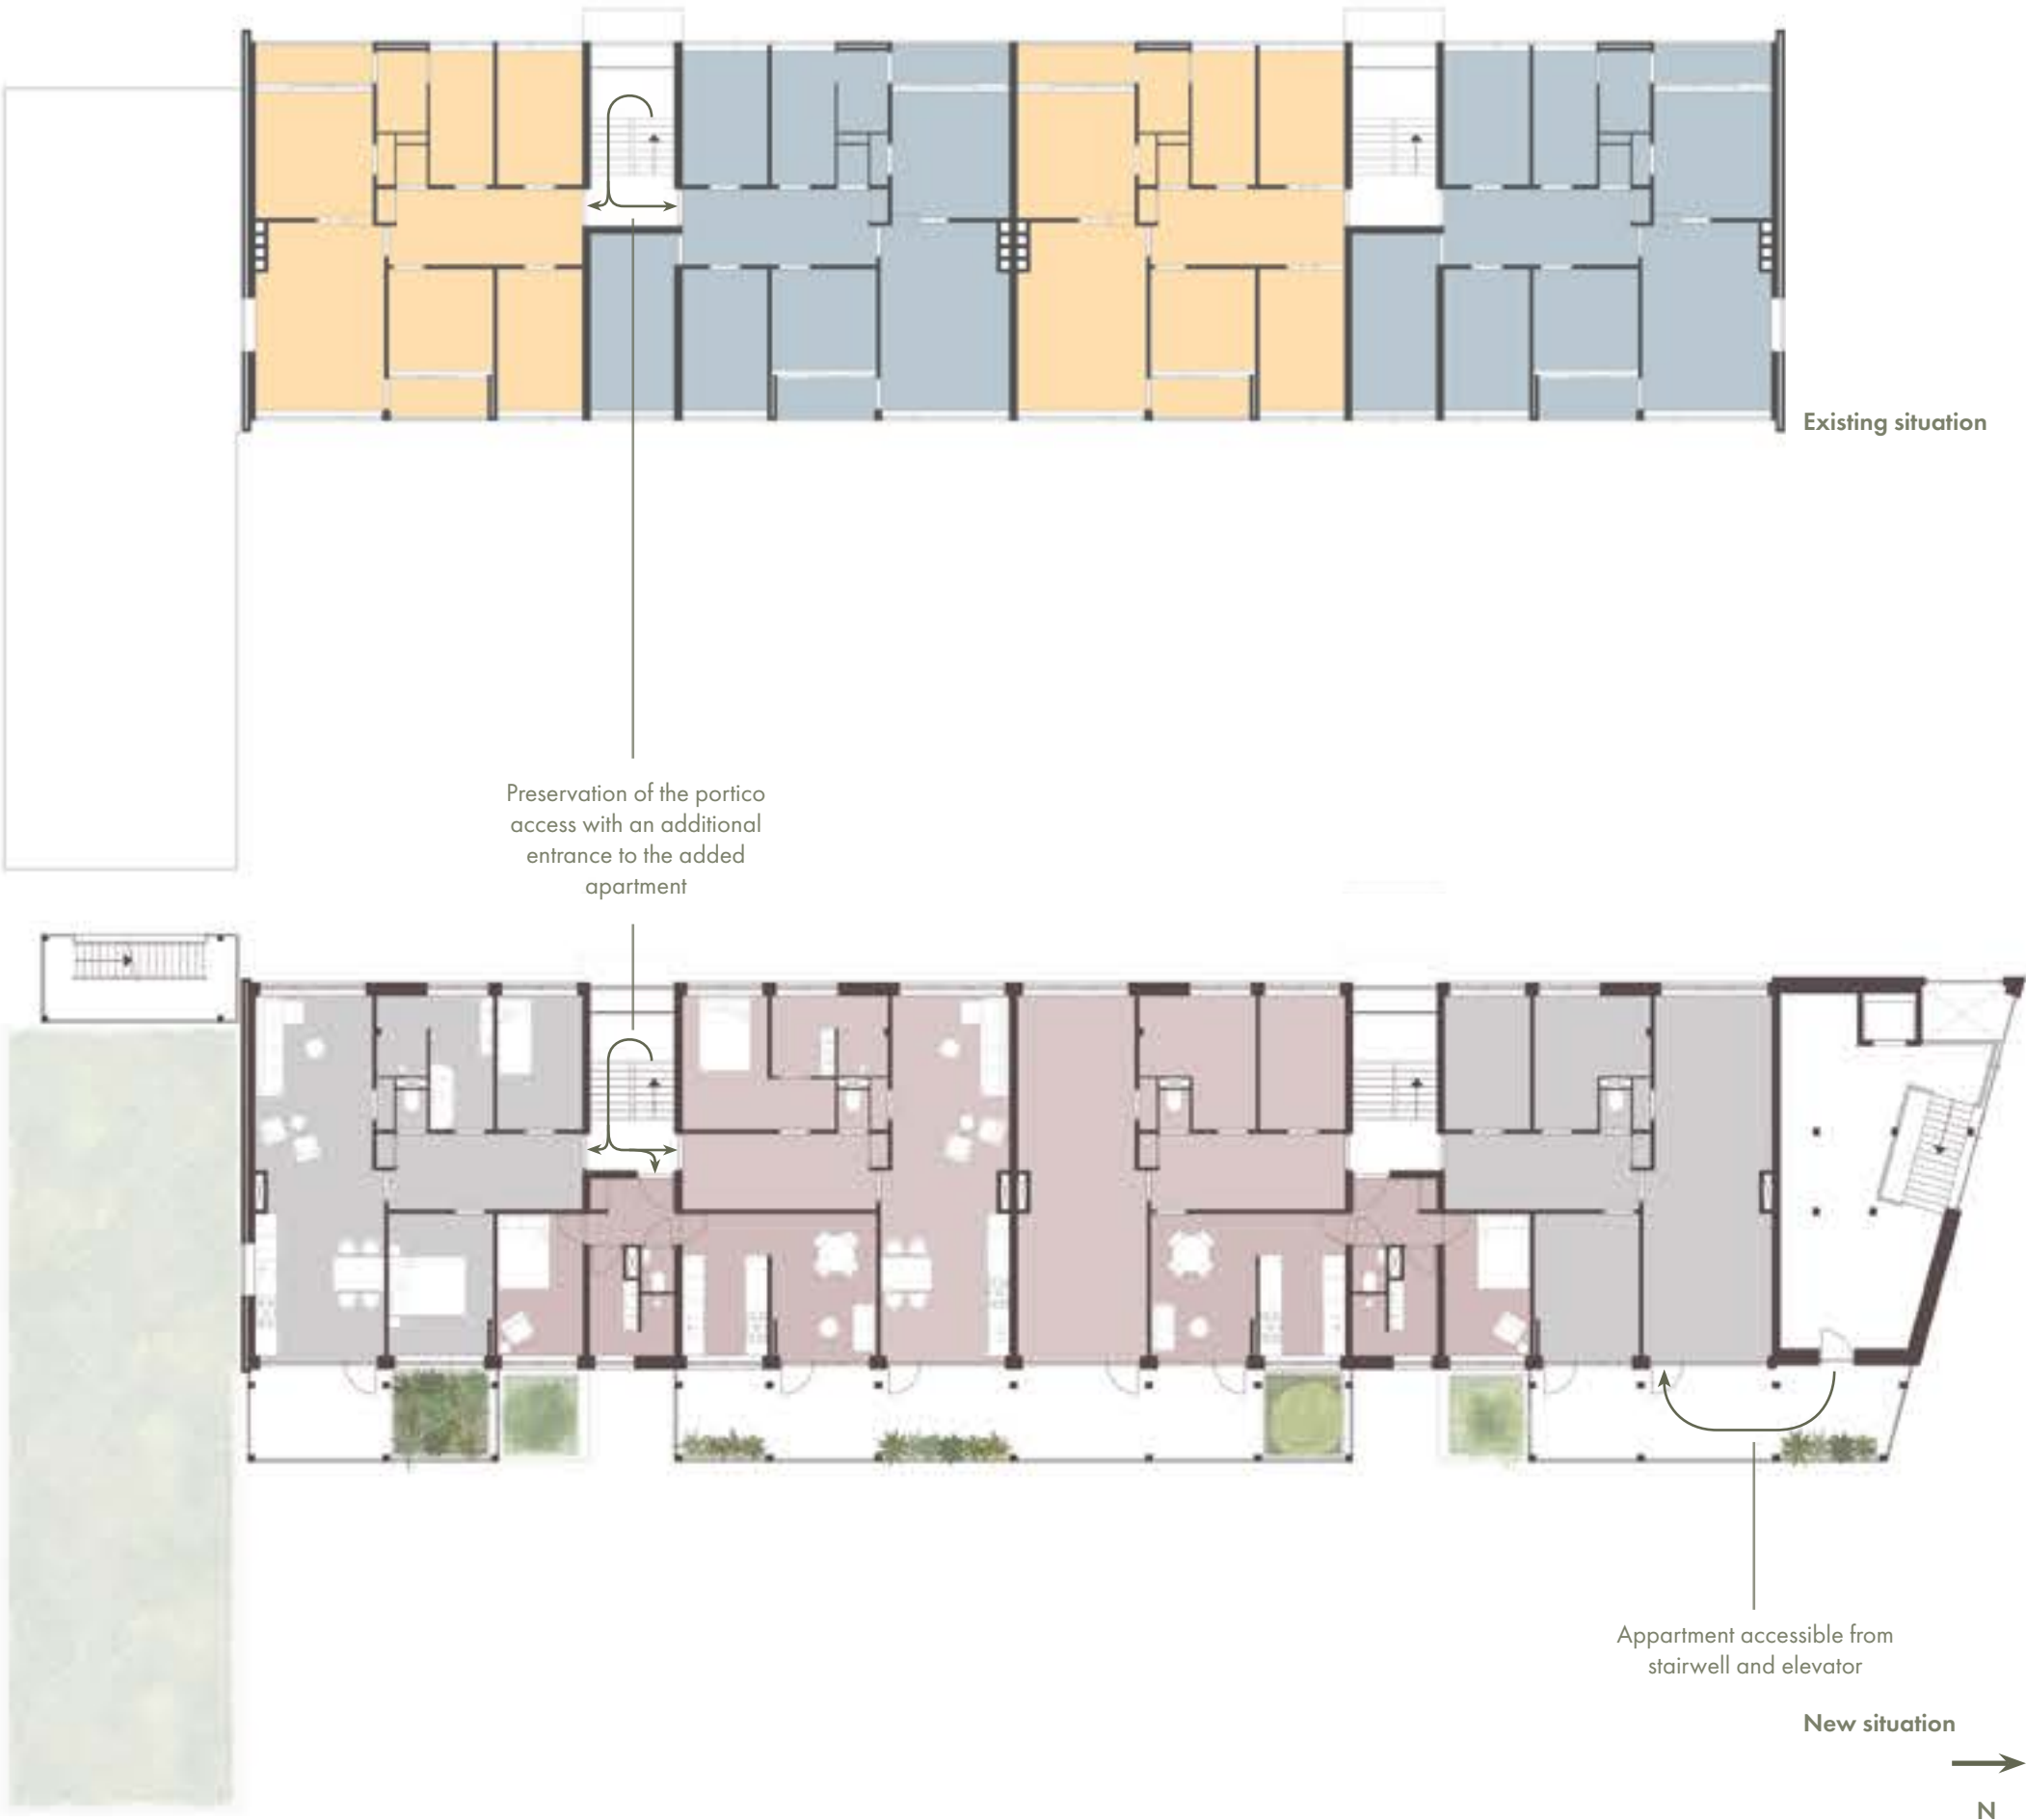 Existing situation
Preservation of the portico
access with an additional
entrance to the added
apartment
Appartment accessible from
stairwell and elevator
New situation
N